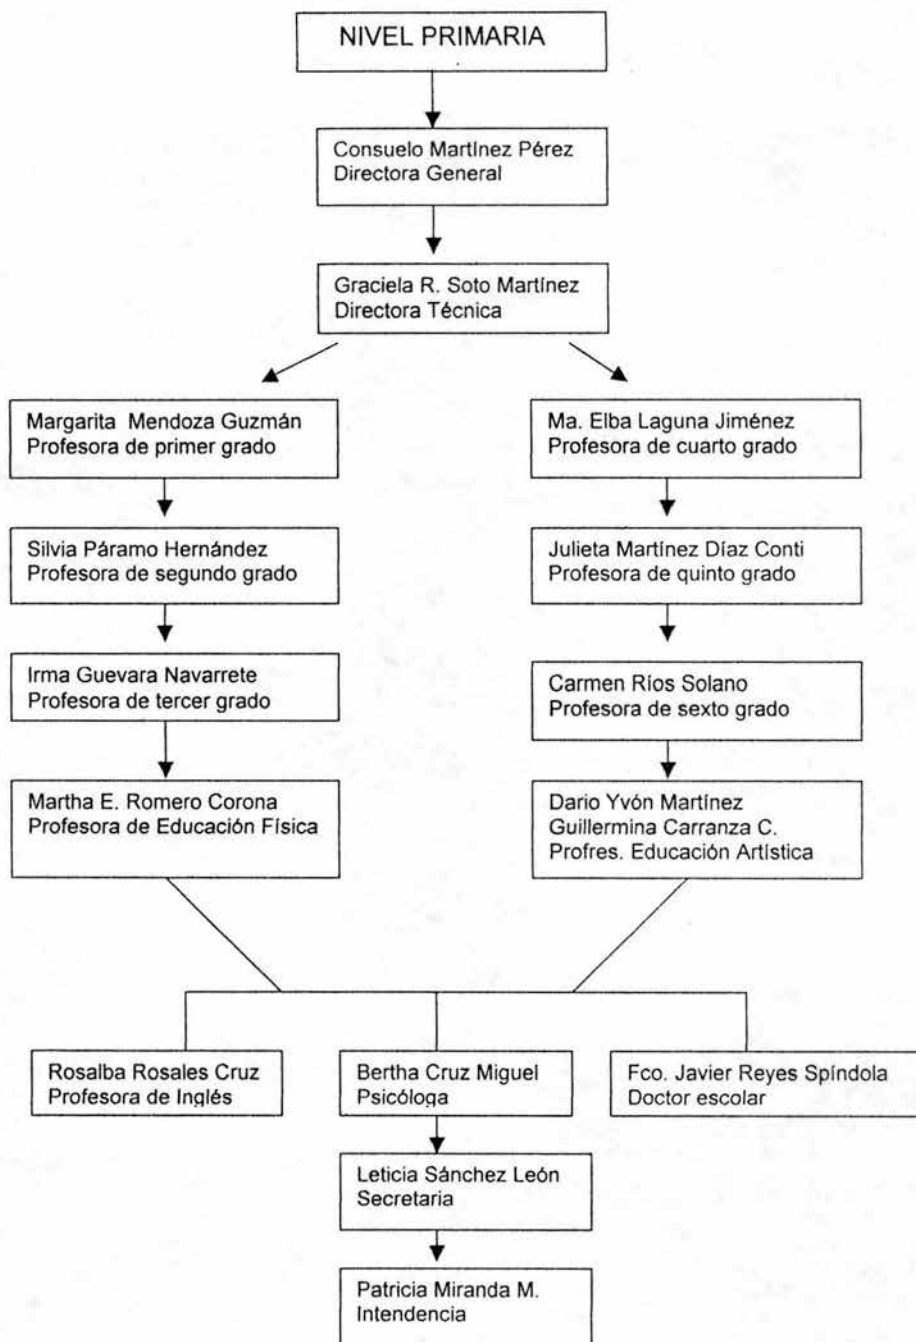 NIVEL PRIMARIA
Consuelo Martínez Pérez
Directora General
Graciela R. Soto Martínez
Directora Técnica
Margarita Mendoza Guzmán
Profesora de primer grado
Silvia Páramo Hernández
Profesora de segundo grado
Irma Guevara Navarrete
Profesora de tercer grado
Martha E. Romero Corona
Profesora de Educación Física
Ma. Elba Laguna Jiménez
Profesora de cuarto grado
Julieta Martínez Díaz Conti
Profesora de quinto grado
Carmen Ríos Solano
Profesora de sexto grado
Dario Yvón Martínez
Guillermina Carranza C.
Profres. Educación Artística
Rosalba Rosales Cruz
Profesora de Inglés
Bertha Cruz Miguel
Psicóloga
Fco. Javier Reyes Spíndola
Doctor escolar
Leticia Sánchez León
Secretaria
Patricia Miranda M.
Intendencia